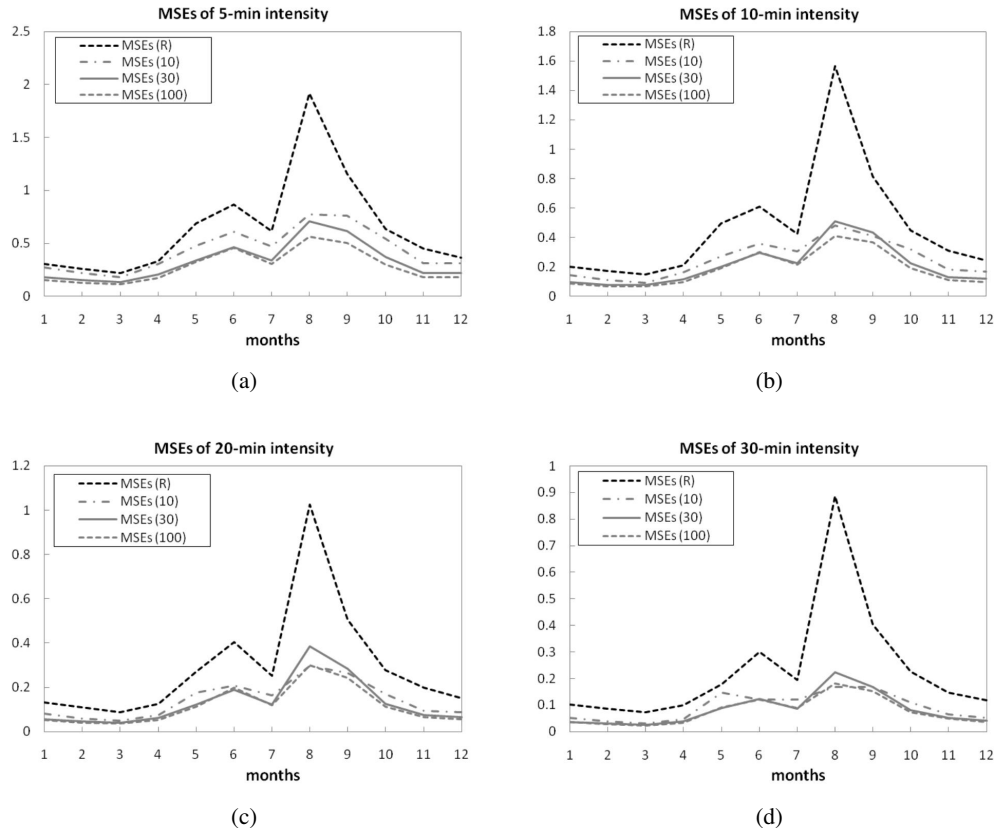 MSEs of 5-min intensity
2.5
2
1.5
1
0.5
0
MSEs (R)
MSEs (10)
MSEs (30)
MSEs (100)
1 2 3 4 5 6 7 8 9 10 11 12
months
(a)
MSEs of 10-min intensity
1.8
1.6
1.4
1.2
1
0.8
0.6
0.4
0.2
0
MSEs (R)
MSEs (10)
MSEs (30)
MSEs (100)
1 2 3 4 5 6 7 8 9 10 11 12
months
(b)
MSEs of 20-min intensity
1.2
1
0.8
0.6
0.4
0.2
0
MSEs (R)
MSEs (10)
MSEs (30)
MSEs (100)
1 2 3 4 5 6 7 8 9 10 11 12
months
(c)
MSEs of 30-min intensity
1
0.9
0.8
0.7
0.6
0.5
0.4
0.3
0.2
0.1
0
MSEs (R)
MSEs (10)
MSEs (30)
MSEs (100)
1 2 3 4 5 6 7 8 9 10 11 12
months
(d)